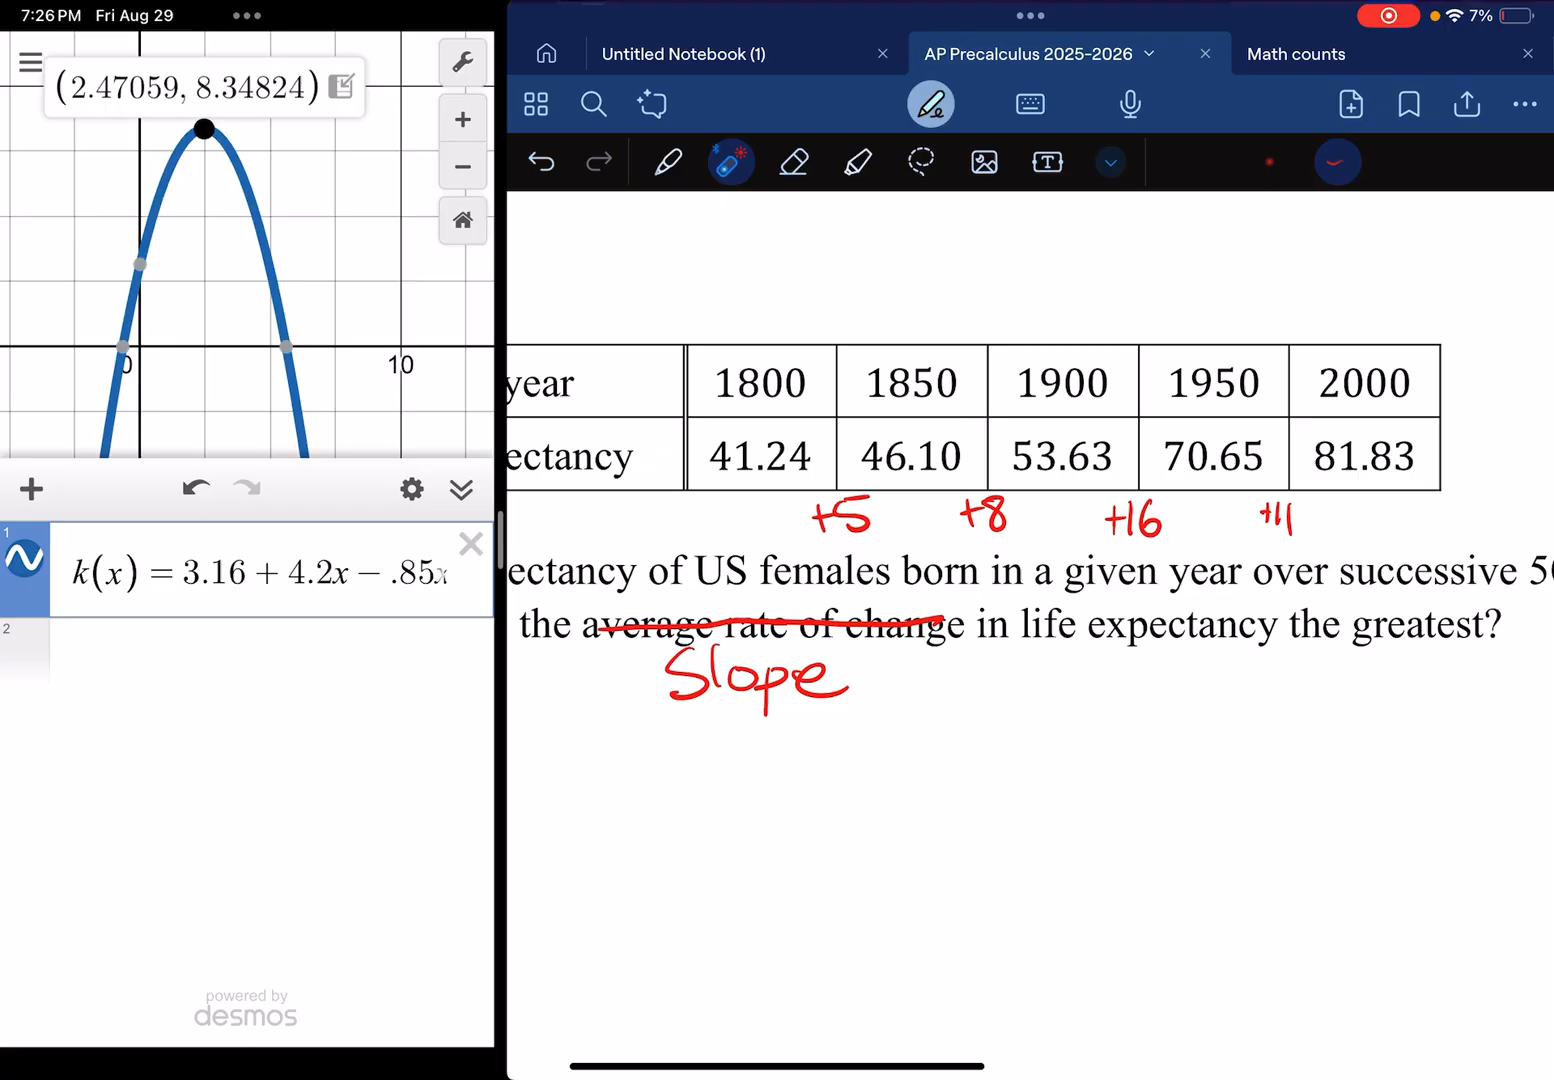 7:26 PM Fri Aug 29
7%
Untitled Notebook (1)
AP Precalculus 2025-2026
Math counts
(2.47059, 8.34824)
0
10
1
k(x) = 3.16 + 4.2x − .85x
2
powered by
desmos
year 1800 1850 1900 1950 2000
ectancy 41.24 46.10 53.63 70.65 81.83
+5 +8 +16 +11
ectancy of US females born in a given year over successive 5
the average rate of change in life expectancy the greatest?
Slope